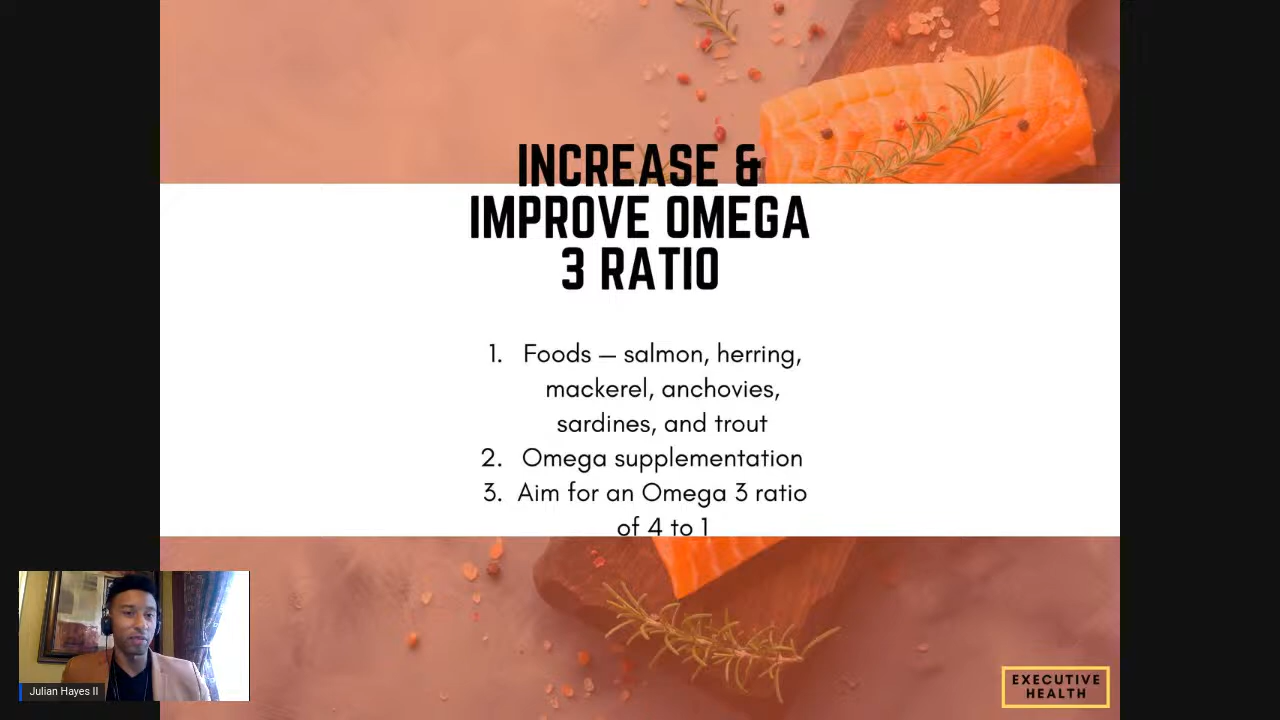 INCREASE &
IMPROVE OMEGA
3 RATIO
1. Foods — salmon, herring,
mackerel, anchovies,
sardines, and trout
2. Omega supplementation
3. Aim for an Omega 3 ratio
of 4 to 1
Julian Hayes II
EXECUTIVE
HEALTH